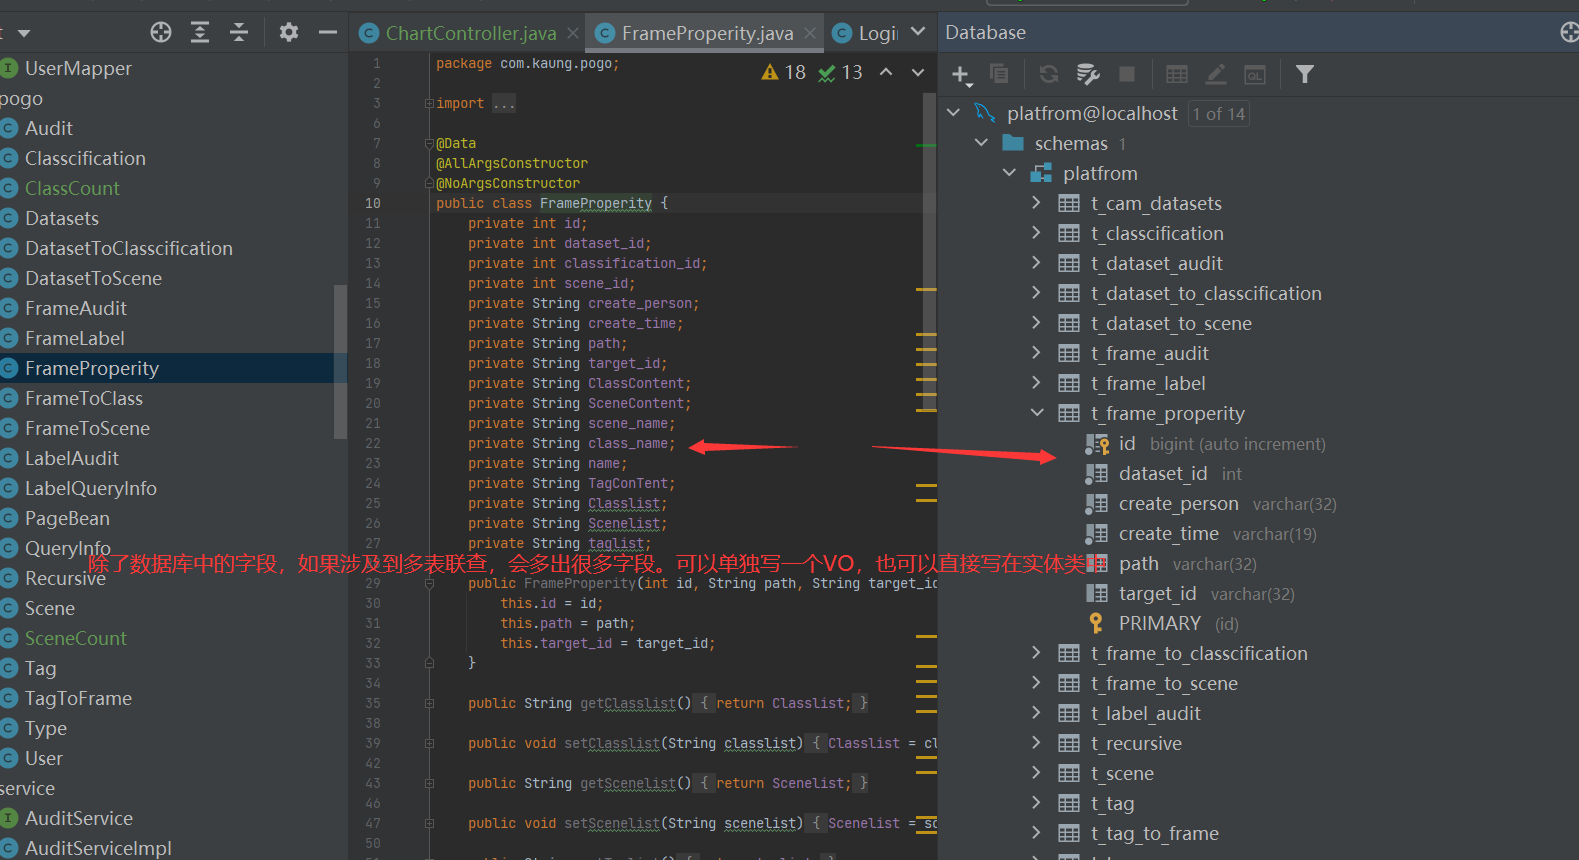 ChartController.java
FrameProperity.java
Logi
Database
UserMapper
pogo
Audit
Classcification
ClassCount
Datasets
DatasetToClasscification
DatasetToScene
FrameAudit
FrameLabel
FrameProperity
FrameToClass
FrameToScene
LabelAudit
LabelQueryInfo
PageBean
QueryInfo
Recursive
Scene
SceneCount
Tag
TagToFrame
Type
User
service
AuditService
AuditServiceImpl
18 13
1 package com.kaung.pogo;
2
3 import ...
6
7 @Data
8 @AllArgsConstructor
9 @NoArgsConstructor
10 public class FrameProperity {
11 private int id;
12 private int dataset_id;
13 private int classification_id;
14 private int scene_id;
15 private String create_person;
16 private String create_time;
17 private String path;
18 private String target_id;
19 private String ClassContent;
20 private String SceneContent;
21 private String scene_name;
22 private String class_name;
23 private String name;
24 private String TagConTent;
25 private String Classlist;
26 private String Scenelist;
27 private String taglist;
除了数据库中的字段，如果涉及到多表联查，会多出很多字段。可以单独写一个VO，也可以直接写在实体类
29 public FrameProperity(int id, String path, String target_id
30 this.id = id;
31 this.path = path;
32 this.target_id = target_id;
33 }
34
35 public String getClasslist() { return Classlist; }
38
39 public void setClasslist(String classlist) { Classlist = cl
42
43 public String getScenelist() { return Scenelist; }
46
47 public void setScenelist(String scenelist) { Scenelist = sc
50
platfrom@localhost 1 of 14
schemas 1
platfrom
t_cam_datasets
t_classcification
t_dataset_audit
t_dataset_to_classcification
t_dataset_to_scene
t_frame_audit
t_frame_label
t_frame_properity
id bigint (auto increment)
dataset_id int
create_person varchar(32)
create_time varchar(19)
path varchar(32)
target_id varchar(32)
PRIMARY (id)
t_frame_to_classcification
t_frame_to_scene
t_label_audit
t_recursive
t_scene
t_tag
t_tag_to_frame